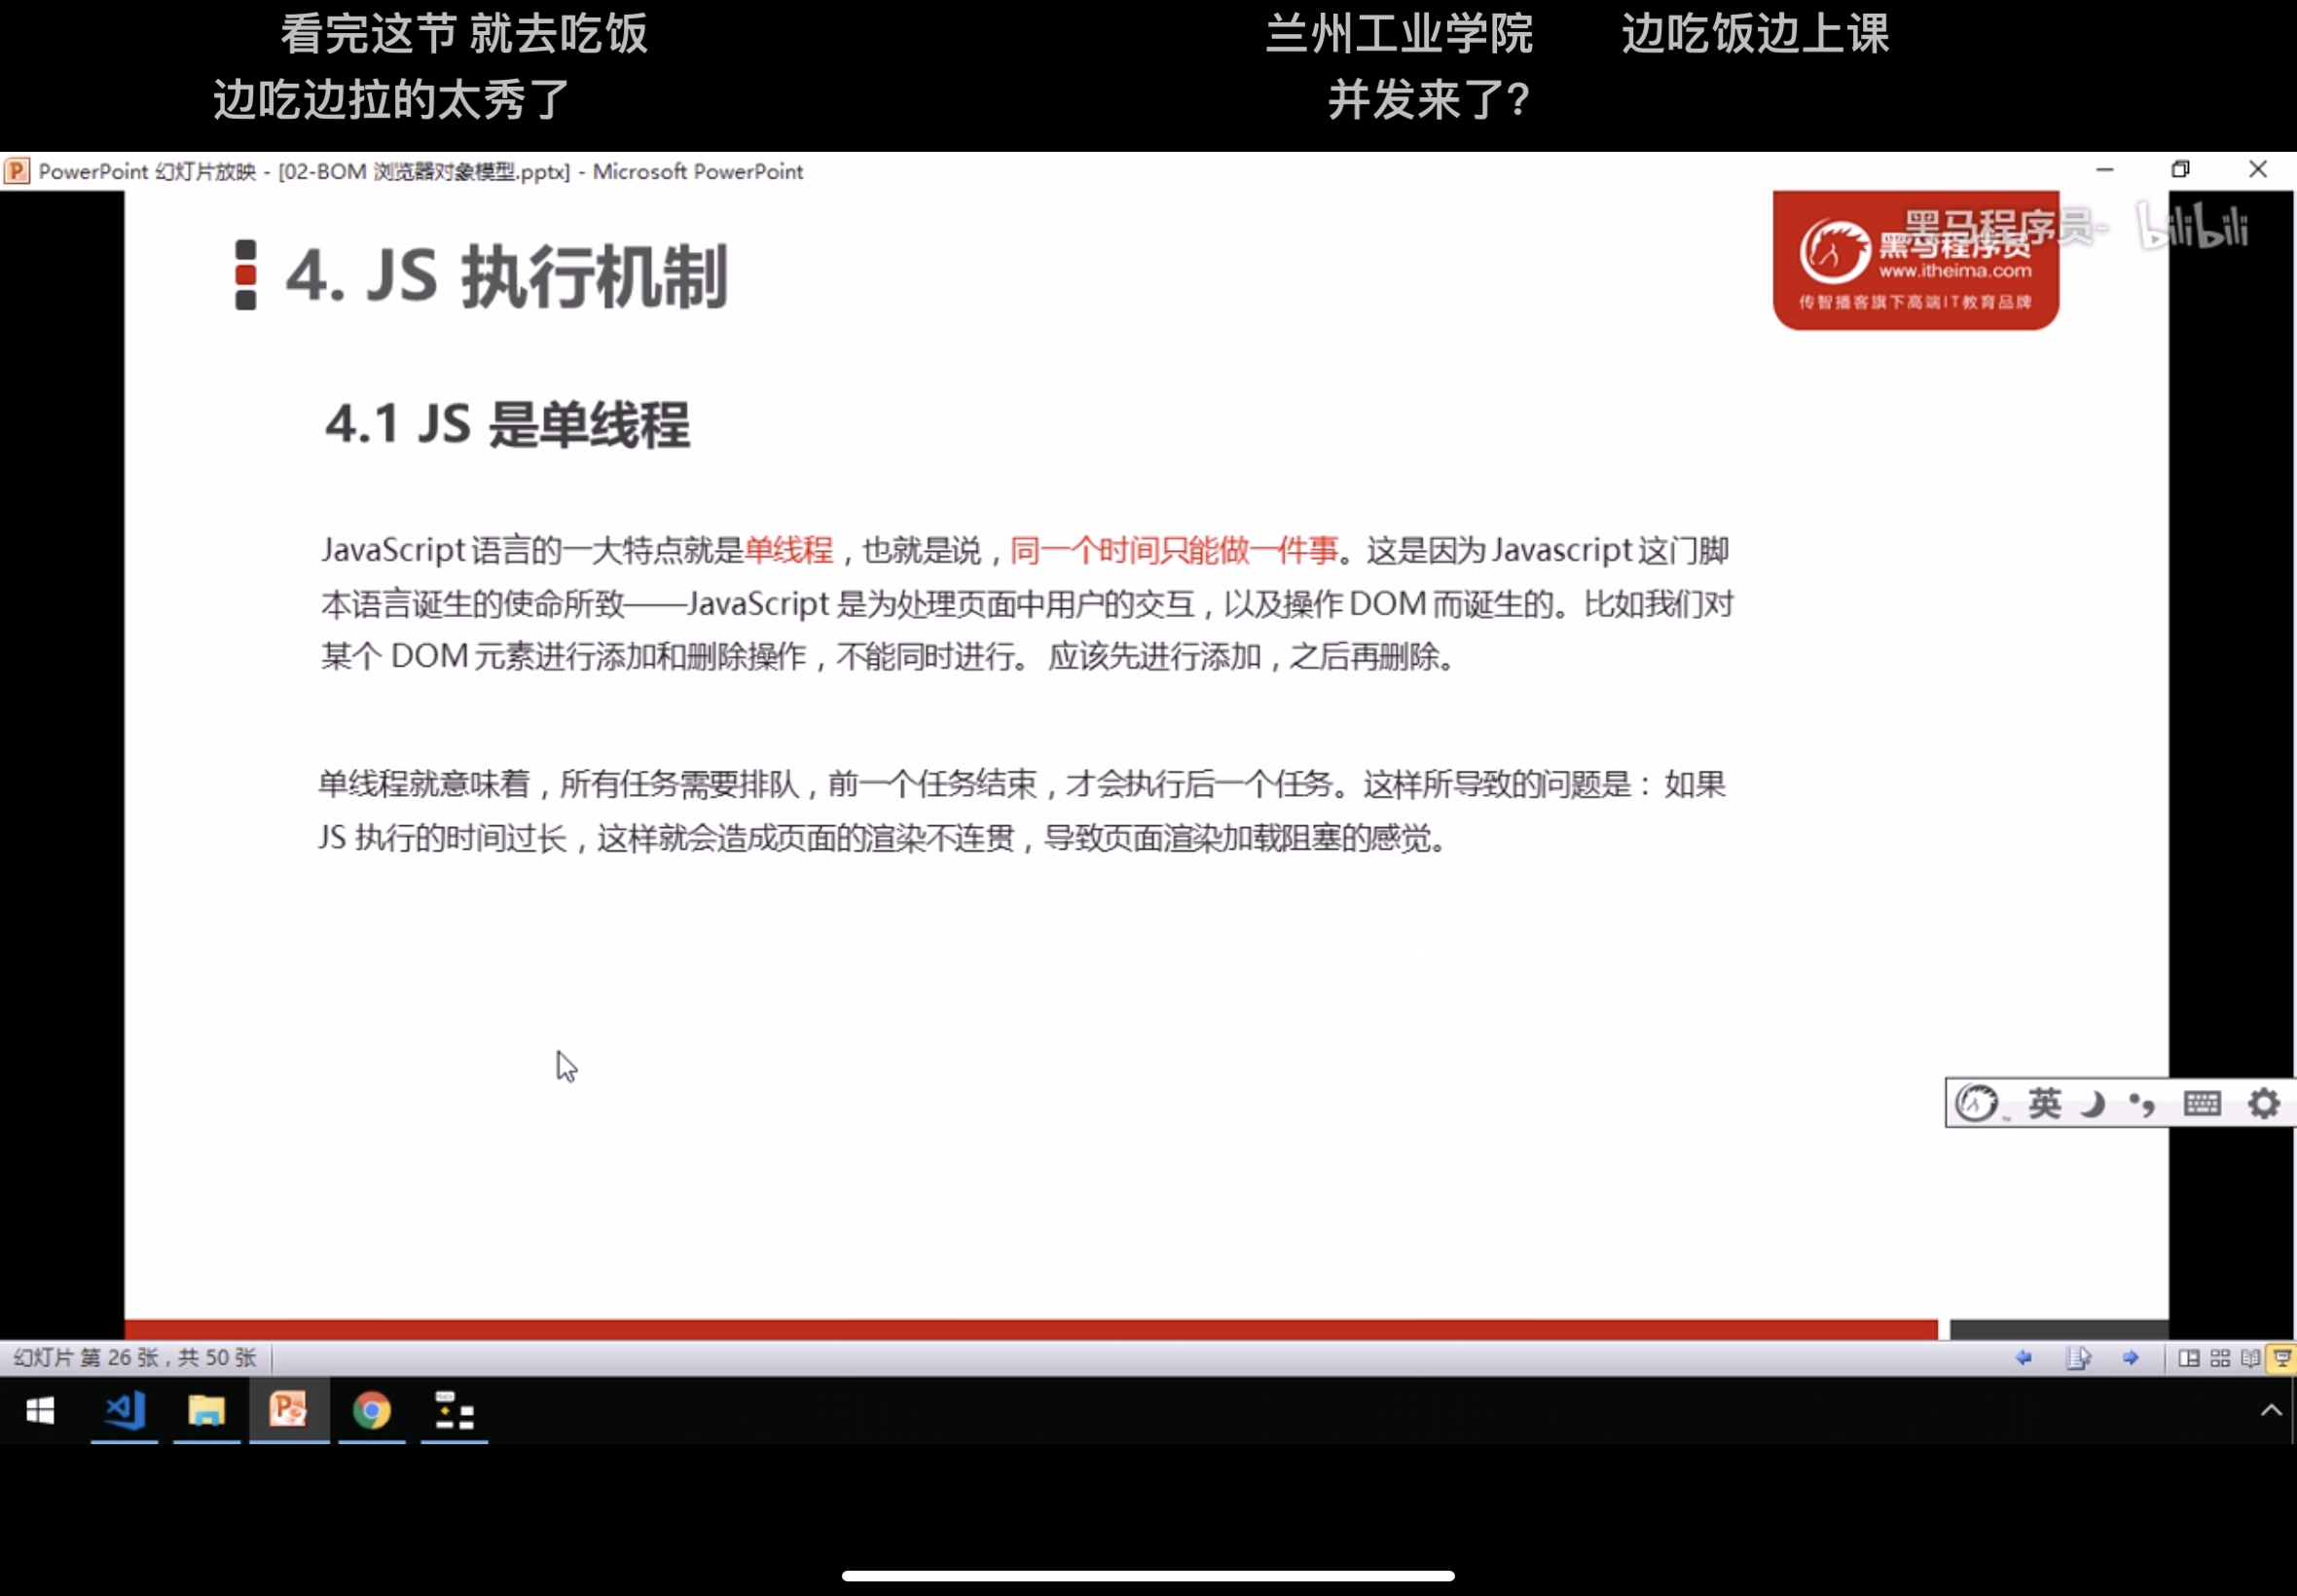 看完这节 就去吃饭
兰州工业学院
边吃饭边上课
边吃边拉的太秀了
并发来了?
PowerPoint 幻灯片放映 - [02-BOM 浏览器对象模型.pptx] - Microsoft PowerPoint
4. JS 执行机制
黑马程序员-
bilibili
黑马程序员
www.itheima.com
传智播客旗下高端IT教育品牌
4.1 JS 是单线程
JavaScript 语言的一大特点就是单线程，也就是说，同一个时间只能做一件事。这是因为 Javascript 这门脚
本语言诞生的使命所致——JavaScript 是为处理页面中用户的交互，以及操作 DOM 而诞生的。比如我们对
某个 DOM 元素进行添加和删除操作，不能同时进行。 应该先进行添加，之后再删除。
单线程就意味着，所有任务需要排队，前一个任务结束，才会执行后一个任务。这样所导致的问题是： 如果
JS 执行的时间过长，这样就会造成页面的渲染不连贯，导致页面渲染加载阻塞的感觉。
英
幻灯片 第 26 张，共 50 张